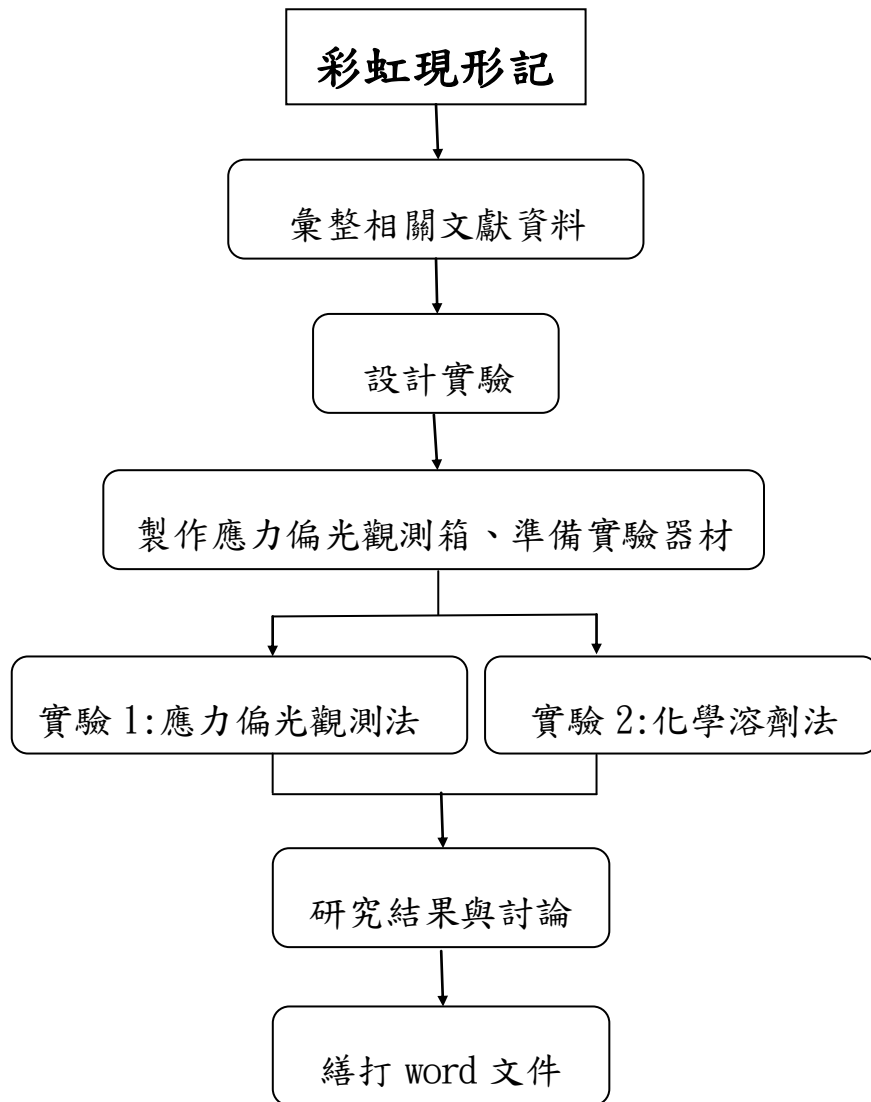 彩虹現形記
彙整相關文獻資料
設計實驗
製作應力偏光觀測箱、準備實驗器材
實驗 1:應力偏光觀測法
實驗 2:化學溶劑法
研究結果與討論
繕打 word 文件